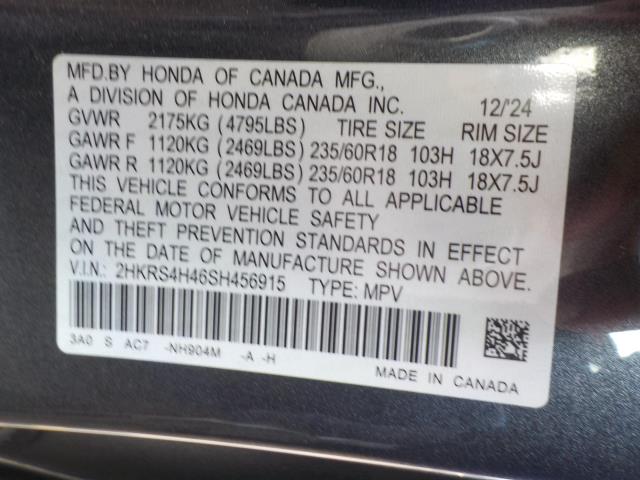 MFD.BY HONDA OF CANADA MFG.,
A DIVISION OF HONDA CANADA INC. 12/'24
GVWR 2175KG (4795LBS) TIRE SIZE RIM SIZE
GAWR F 1120KG (2469LBS) 235/60R18 103H 18X7.5J
GAWR R 1120KG (2469LBS) 235/60R18 103H 18X7.5J
THIS VEHICLE CONFORMS TO ALL APPLICABLE
FEDERAL MOTOR VEHICLE SAFETY
AND THEFT PREVENTION STANDARDS IN EFFECT
ON THE DATE OF MANUFACTURE SHOWN ABOVE.
V.I.N.: 2HKRS4H46SH456915 TYPE: MPV
3A0 S AC7 -NH904M -A -H
MADE IN CANADA